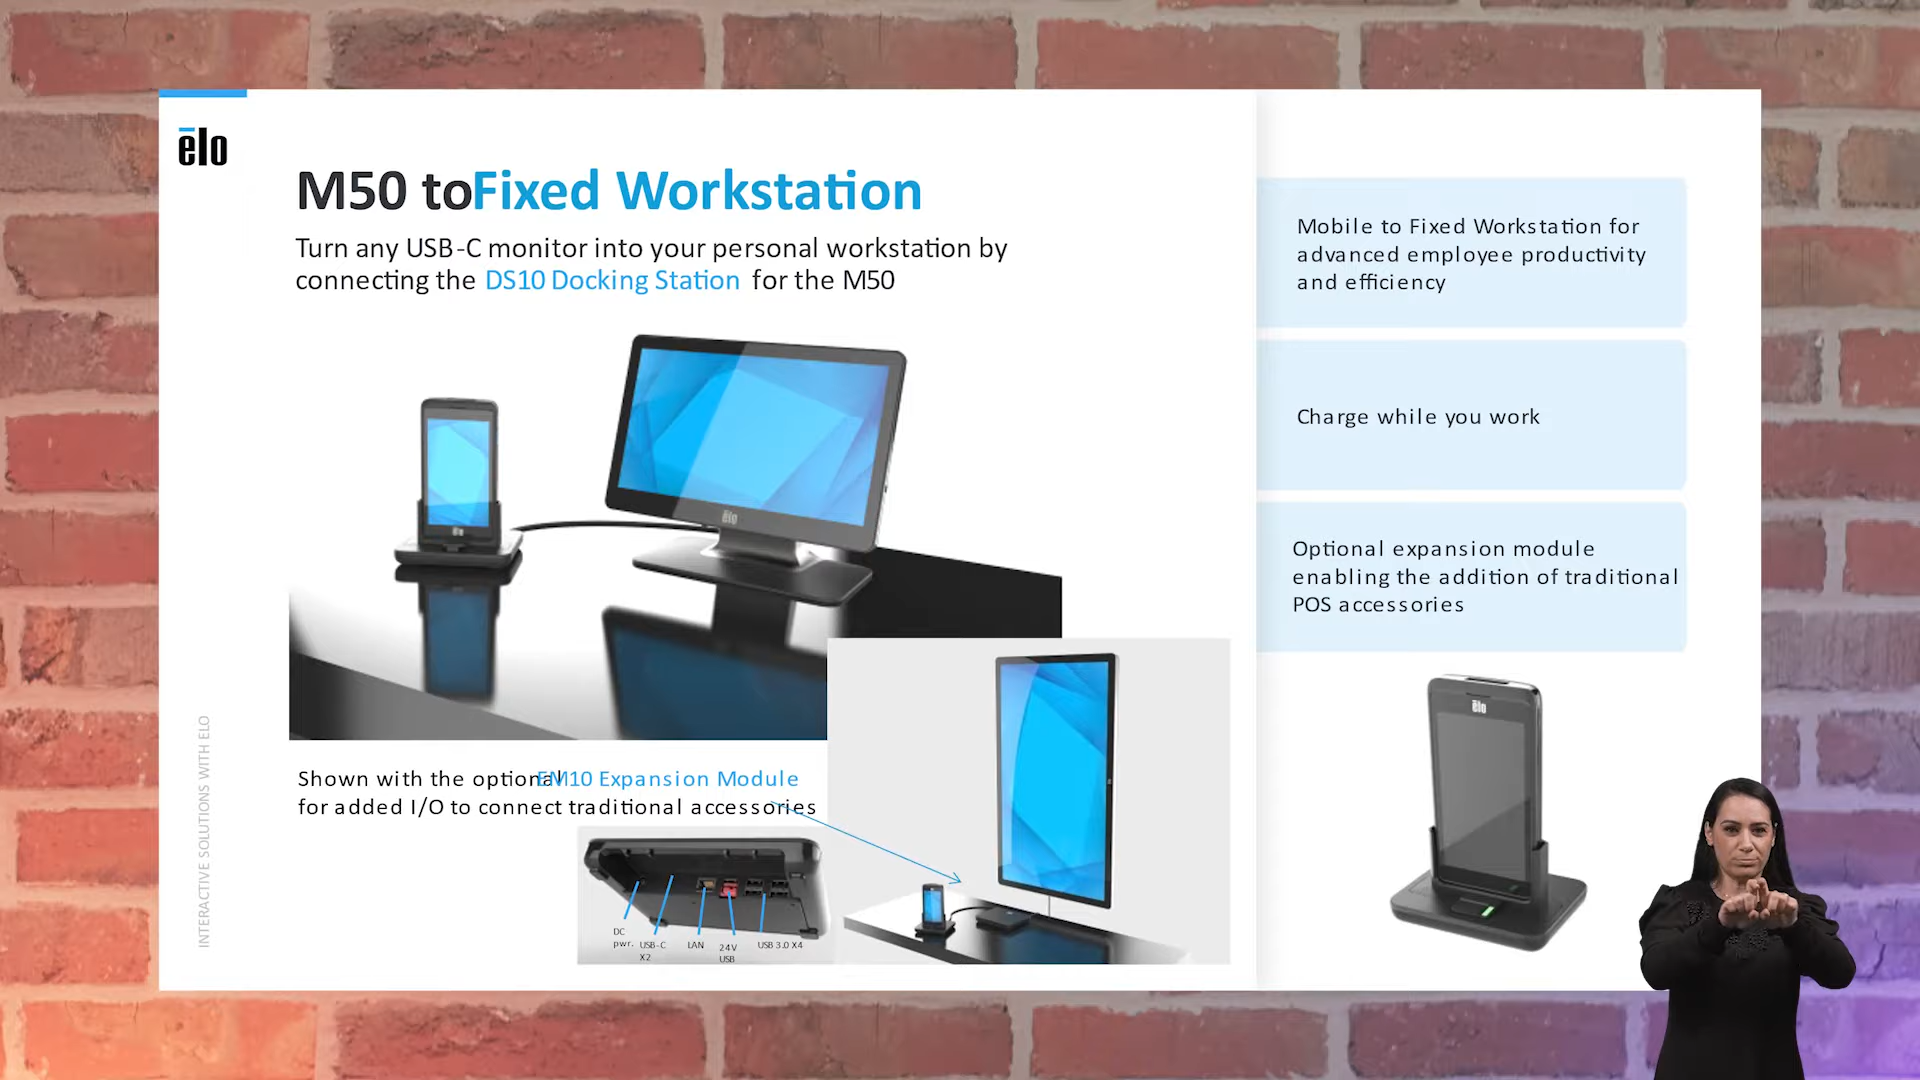 ēlo
M50 toFixed Workstation
Turn any USB-C monitor into your personal workstation by
connecting the DS10 Docking Station for the M50
Mobile to Fixed Workstation for
advanced employee productivity
and efficiency
Charge while you work
Optional expansion module
enabling the addition of traditional
POS accessories
ēlo
ēlo
ēlo
Shown with the optional EM10 Expansion Module
for added I/O to connect traditional accessories
DC
pwr.
USB-C
X2
LAN
24V
USB
USB 3.0 X4
INTERACTIVE SOLUTIONS WITH ELO